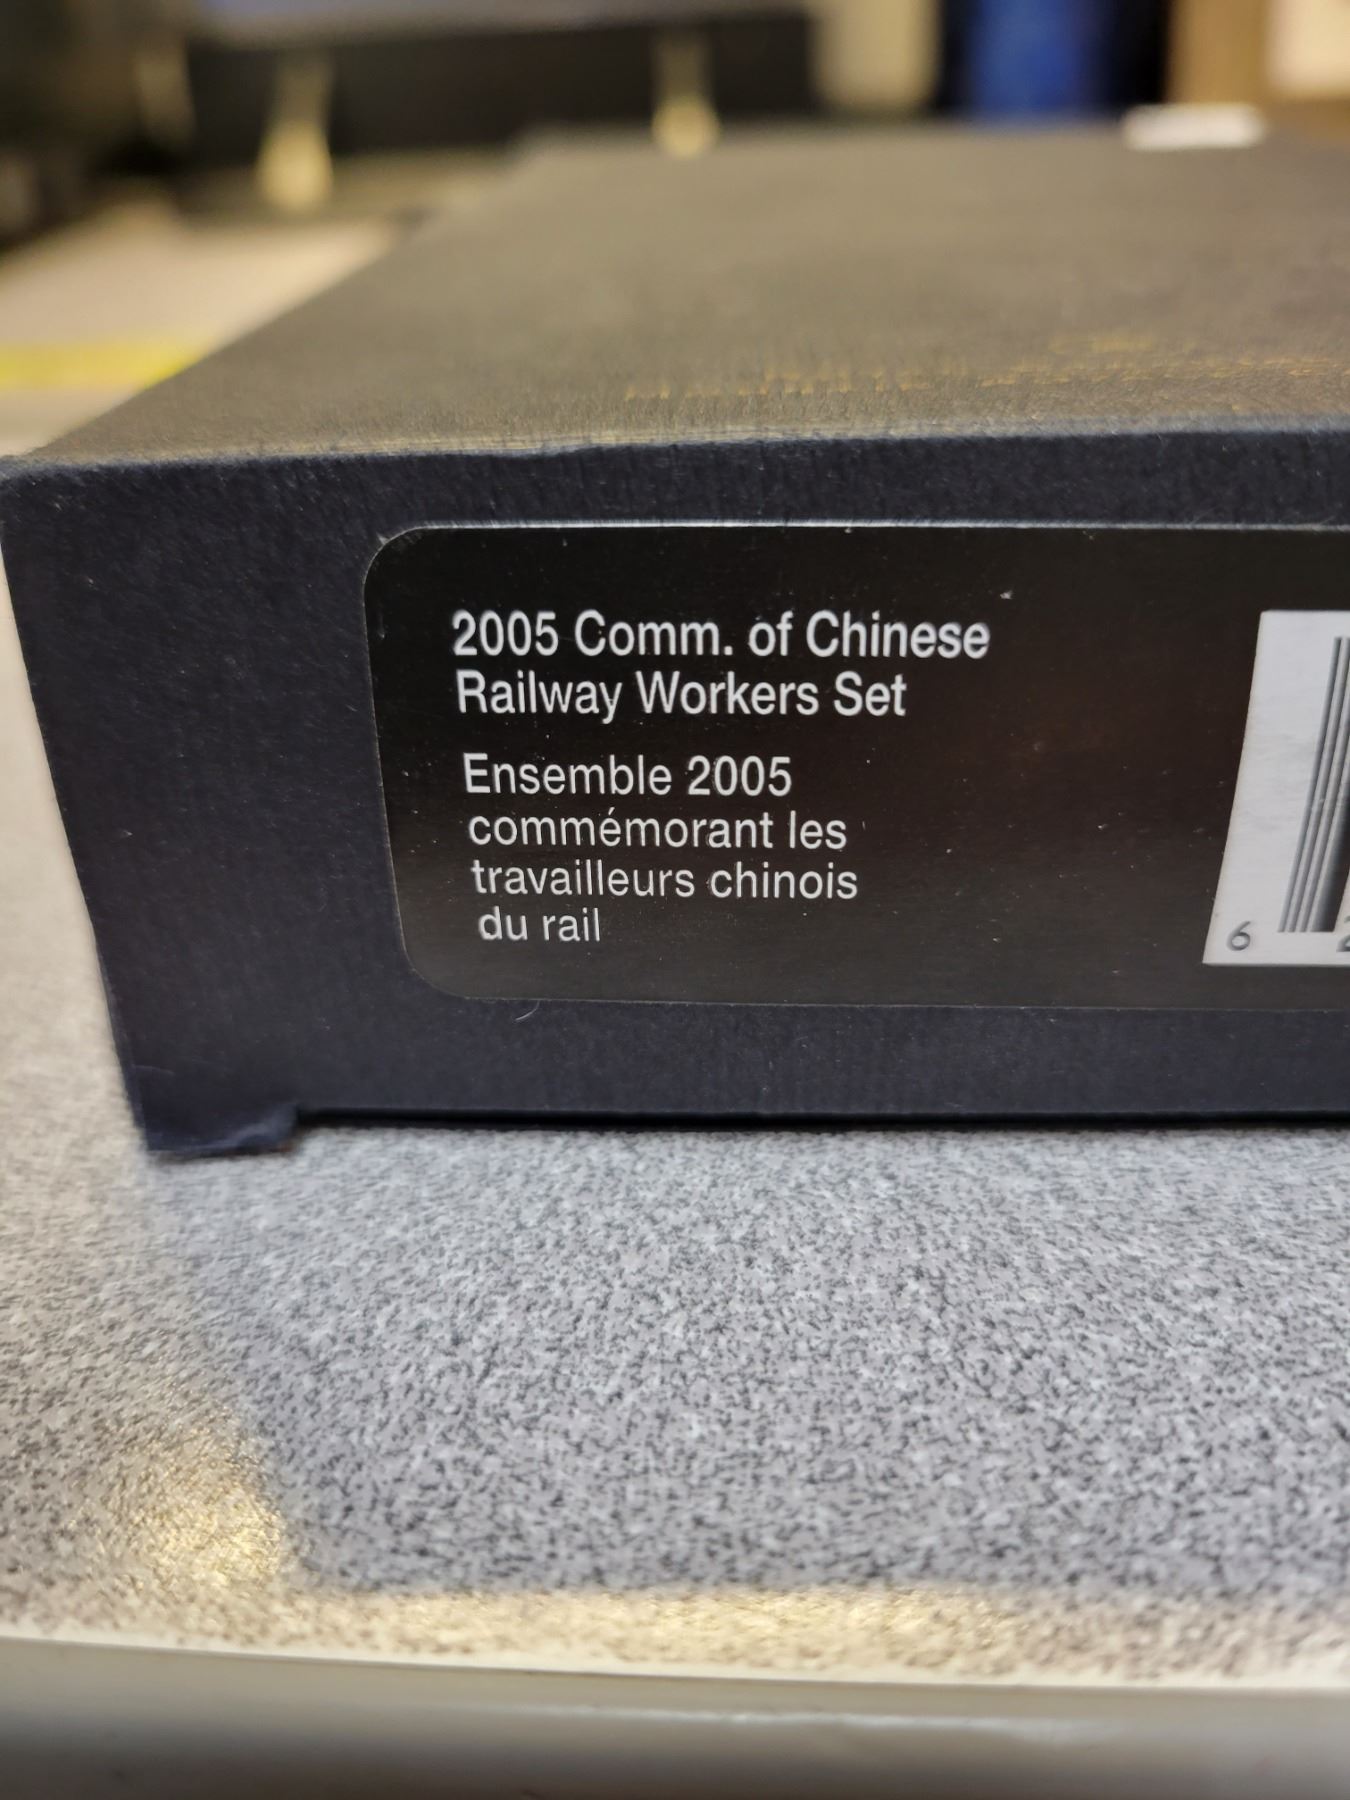 2005 Comm. of Chinese
Railway Workers Set
Ensemble 2005
commémorant les
travailleurs chinois
du rail
6